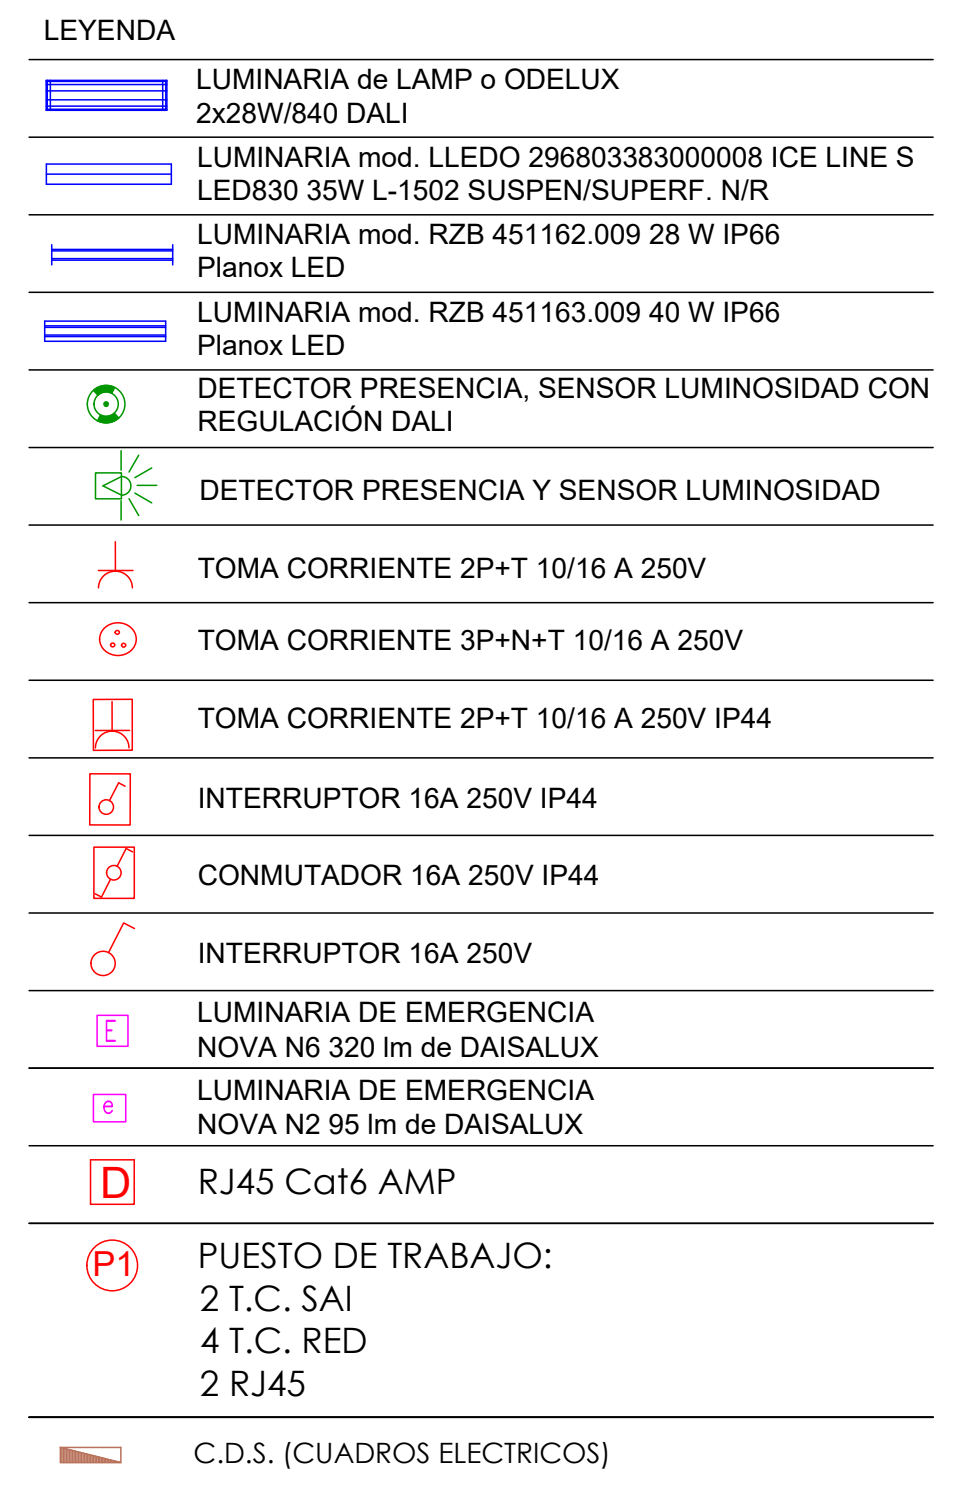 LEYENDA
LUMINARIA de LAMP o ODELUX
2x28W/840 DALI
LUMINARIA mod. LLEDO 296803383000008 ICE LINE S
LED830 35W L-1502 SUSPEN/SUPERF. N/R
LUMINARIA mod. RZB 451162.009 28 W IP66
Planox LED
LUMINARIA mod. RZB 451163.009 40 W IP66
Planox LED
DETECTOR PRESENCIA, SENSOR LUMINOSIDAD CON
REGULACIÓN DALI
DETECTOR PRESENCIA Y SENSOR LUMINOSIDAD
TOMA CORRIENTE 2P+T 10/16 A 250V
TOMA CORRIENTE 3P+N+T 10/16 A 250V
TOMA CORRIENTE 2P+T 10/16 A 250V IP44
INTERRUPTOR 16A 250V IP44
CONMUTADOR 16A 250V IP44
INTERRUPTOR 16A 250V
E LUMINARIA DE EMERGENCIA
NOVA N6 320 lm de DAISALUX
e LUMINARIA DE EMERGENCIA
NOVA N2 95 lm de DAISALUX
D RJ45 Cat6 AMP
P1 PUESTO DE TRABAJO:
2 T.C. SAI
4 T.C. RED
2 RJ45
C.D.S. (CUADROS ELECTRICOS)